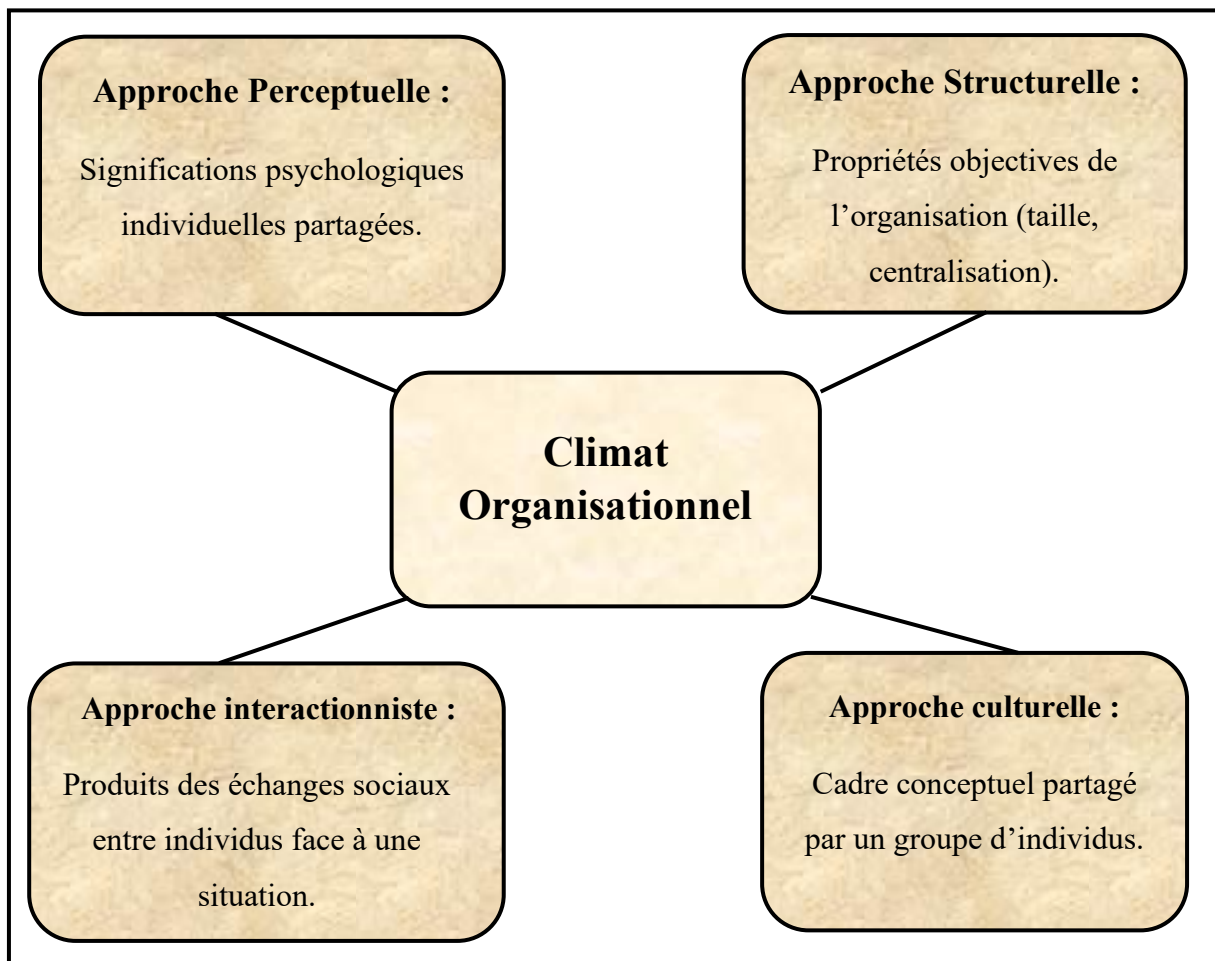 Approche Perceptuelle :
Significations psychologiques
individuelles partagées.
Approche Structurelle :
Propriétés objectives de
l’organisation (taille,
centralisation).
Climat
Organisationnel
Approche interactionniste :
Produits des échanges sociaux
entre individus face à une
situation.
Approche culturelle :
Cadre conceptuel partagé
par un groupe d’individus.